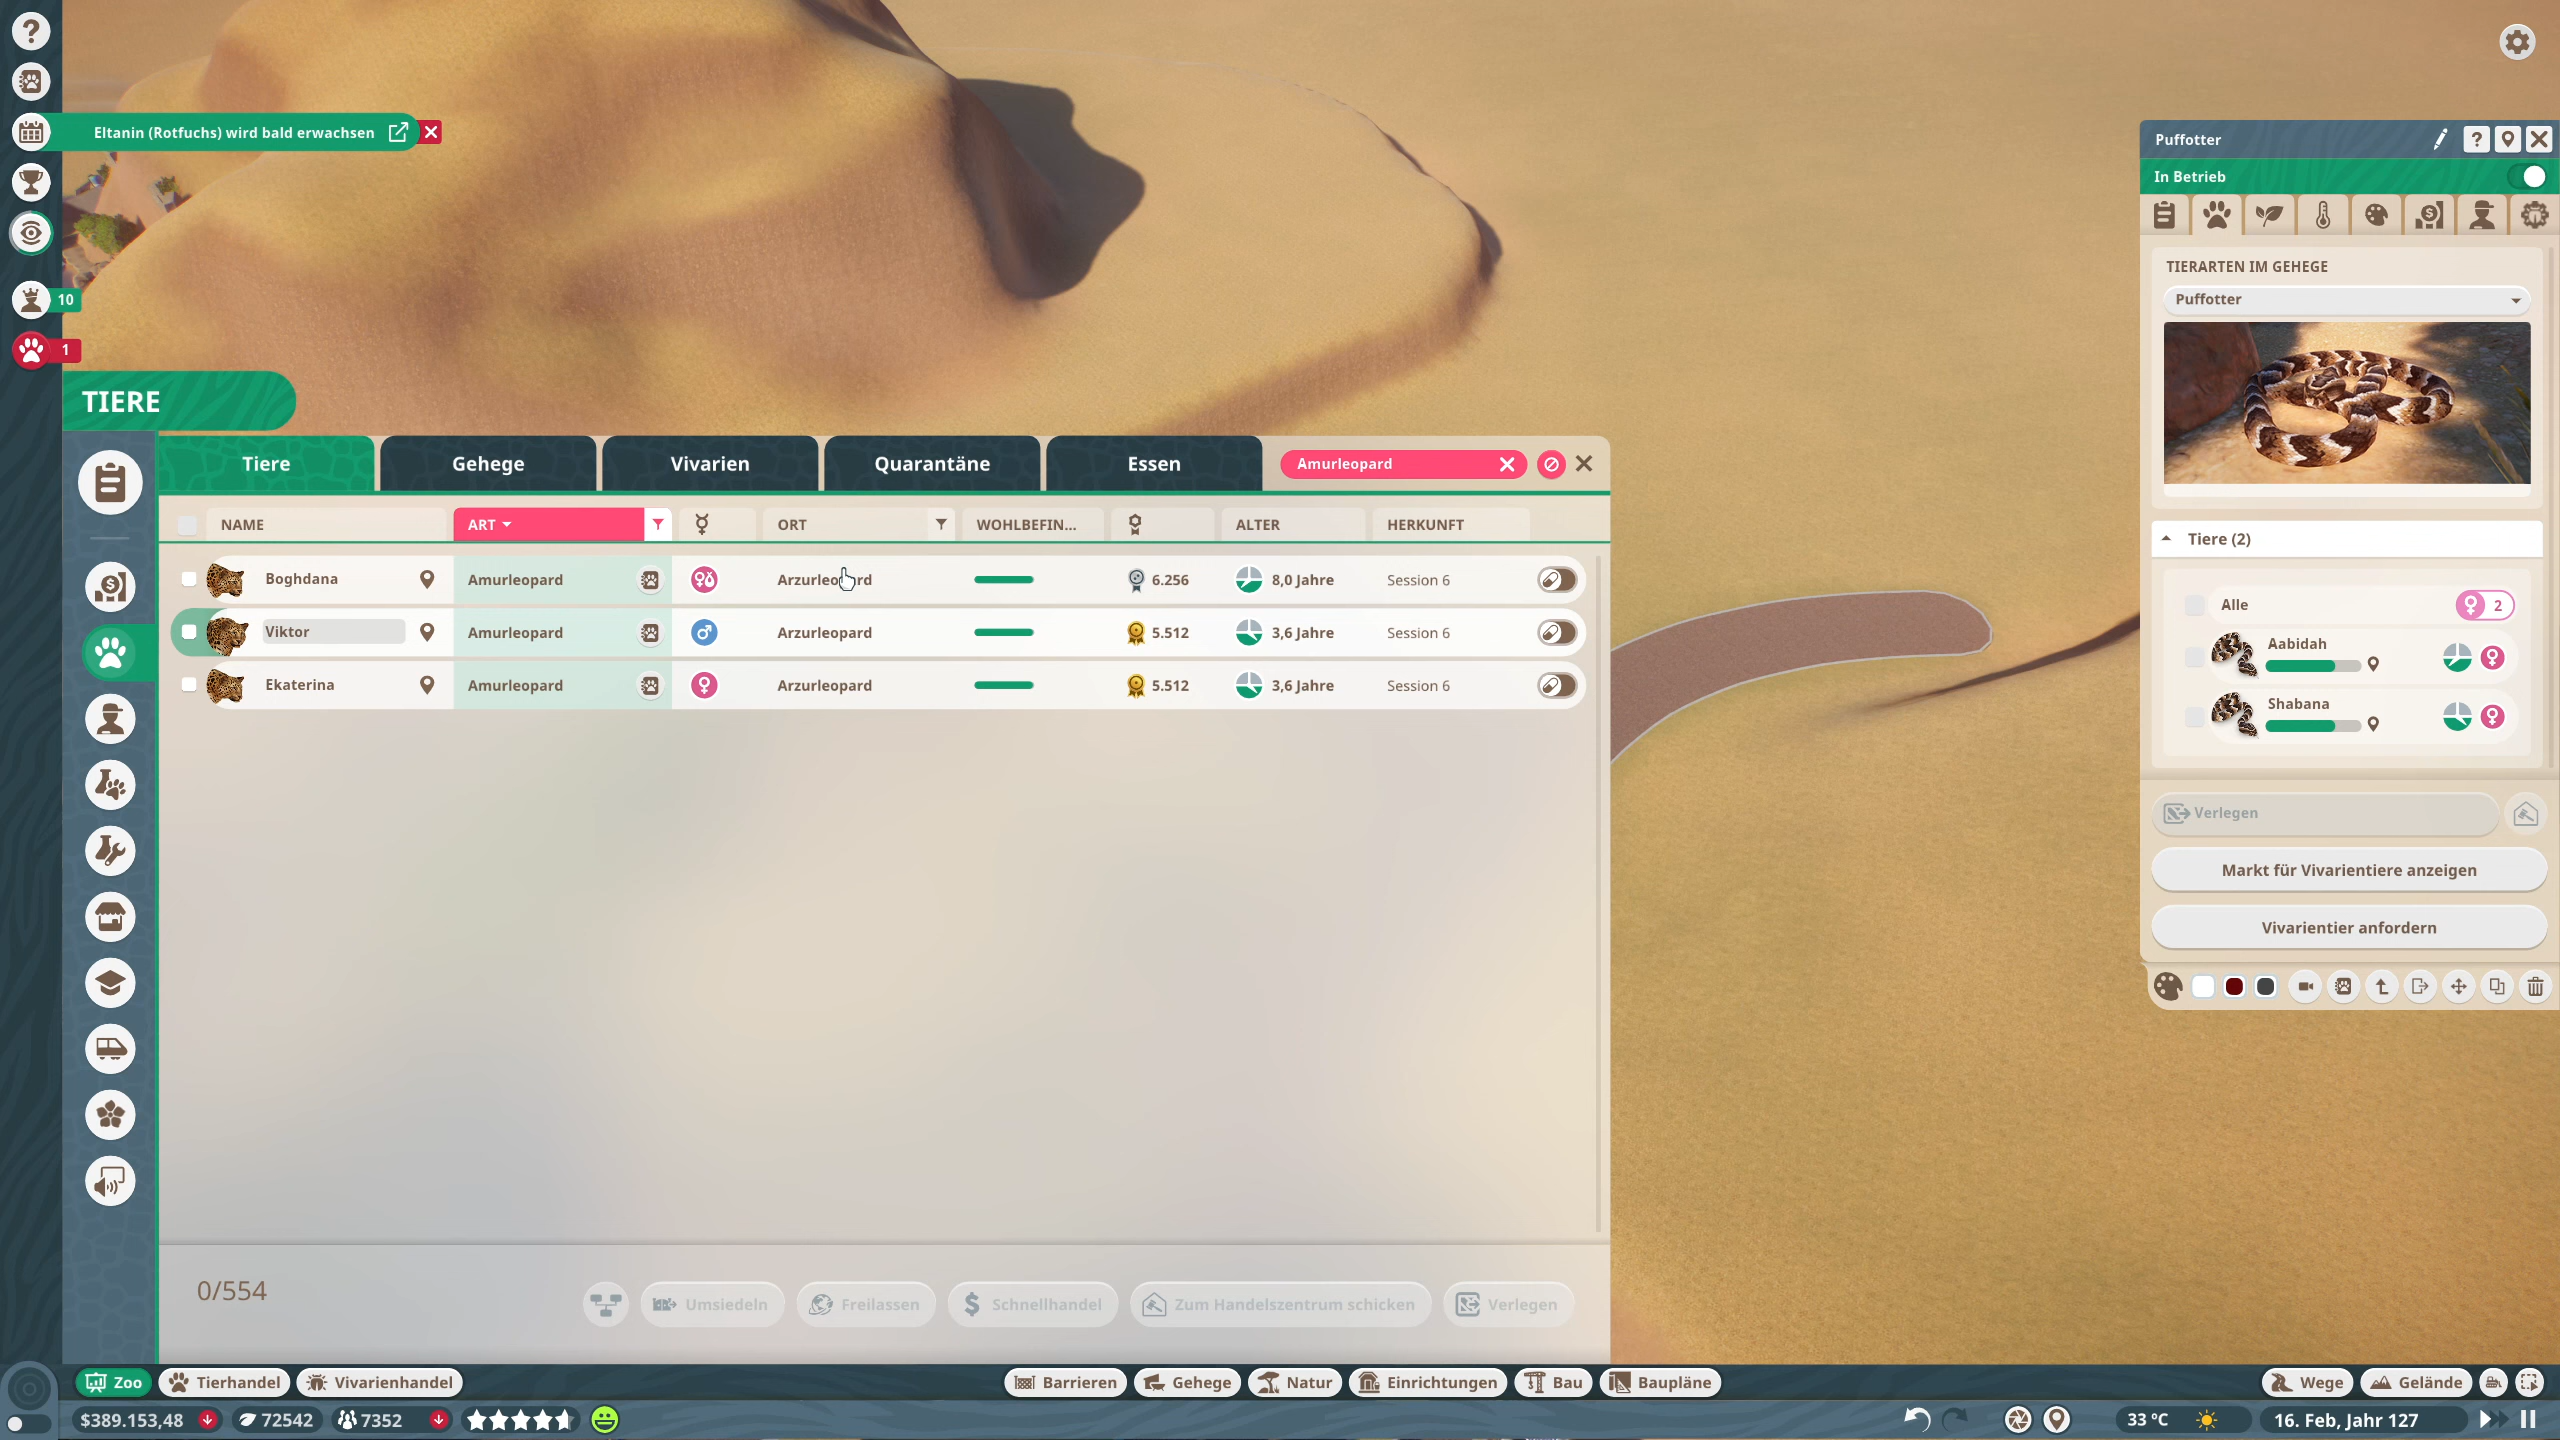 Eltanin (Rotfuchs) wird bald erwachsen
10
1
TIERE
Tiere
Gehege
Vivarien
Quarantäne
Essen
Amurleopard
NAME
ART
ORT
WOHLBEFIN...
ALTER
HERKUNFT
Boghdana Amurleopard Arzurleopard 6.256 8,0 Jahre Session 6
Viktor Amurleopard Arzurleopard 5.512 3,6 Jahre Session 6
Ekaterina Amurleopard Arzurleopard 5.512 3,6 Jahre Session 6
0/554
Umsiedeln
Freilassen
Schnellhandel
Zum Handelszentrum schicken
Verlegen
Puffotter
In Betrieb
TIERARTEN IM GEHEGE
Puffotter
Tiere (2)
Alle 2
Aabidah
Shabana
Verlegen
Markt für Vivarientiere anzeigen
Vivarientier anfordern
Zoo
Tierhandel
Vivarienhandel
Barrieren
Gehege
Natur
Einrichtungen
Bau
Baupläne
Wege
Gelände
$389.153,48
72542
7352
33 °C
16. Feb, Jahr 127